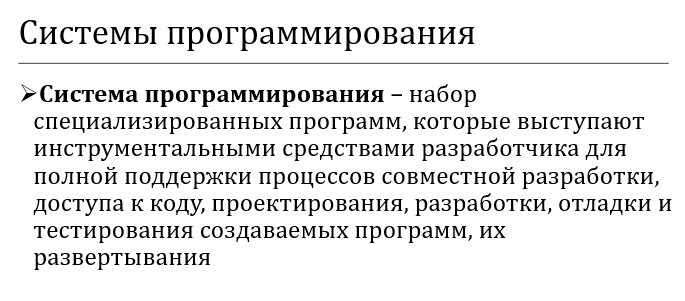 Системы программирования
➢Система программирования – набор
специализированных программ, которые выступают
инструментальными средствами разработчика для
полной поддержки процессов совместной разработки,
доступа к коду, проектирования, разработки, отладки и
тестирования создаваемых программ, их
развертывания